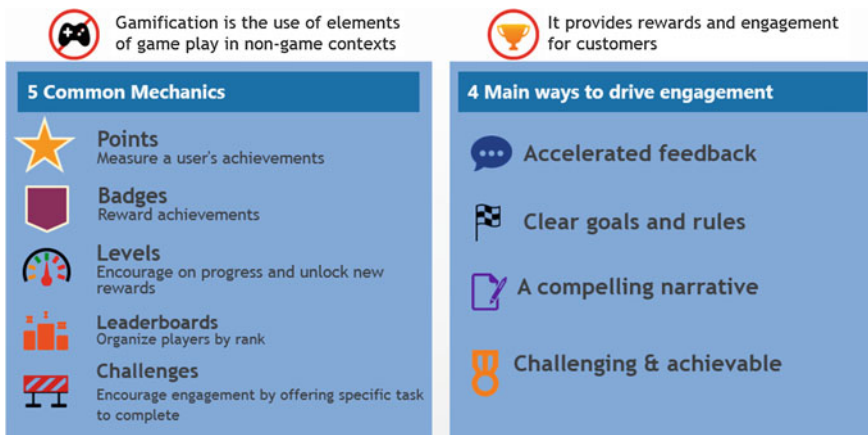 Gamification is the use of elements
of game play in non-game contexts
It provides rewards and engagement
for customers
5 Common Mechanics
Points
Measure a user's achievements
Badges
Reward achievements
Levels
Encourage on progress and unlock new
rewards
Leaderboards
Organize players by rank
Challenges
Encourage engagement by offering specific task
to complete
4 Main ways to drive engagement
Accelerated feedback
Clear goals and rules
A compelling narrative
Challenging & achievable